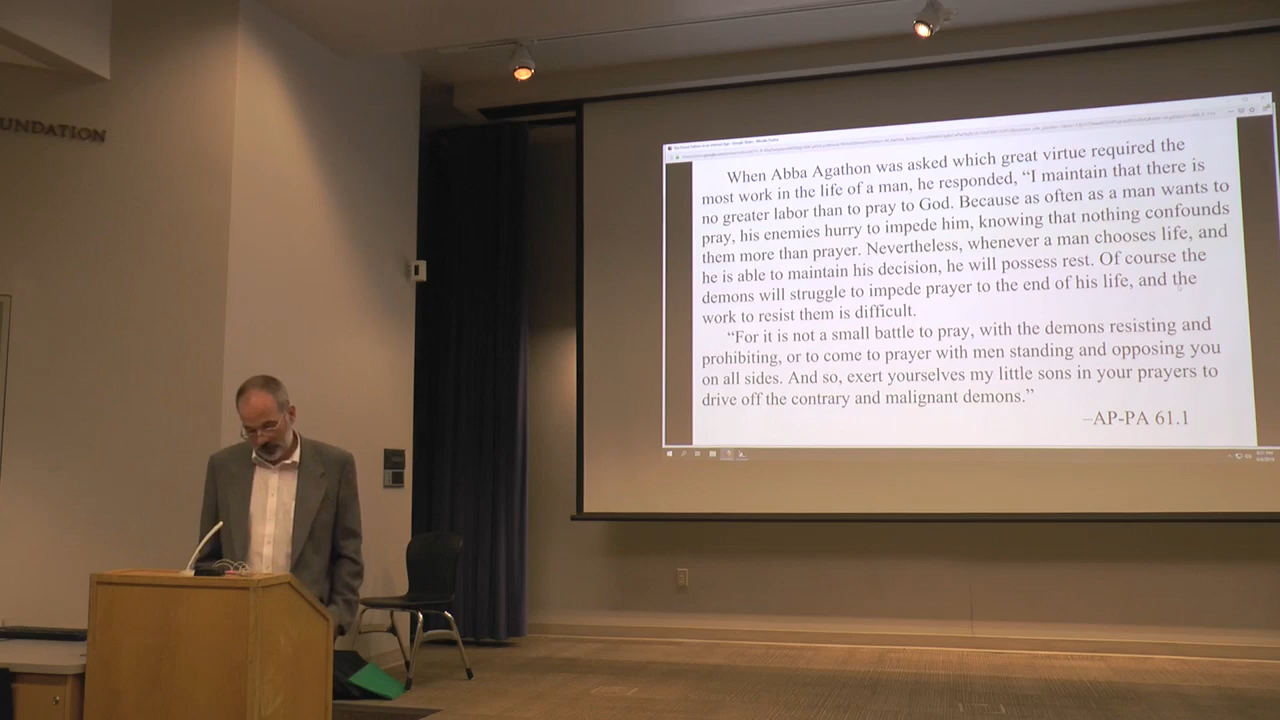 UNDATION
When Abba Agathon was asked which great virtue required the
most work in the life of a man, he responded, “I maintain that there is
no greater labor than to pray to God. Because as often as a man wants to
pray, his enemies hurry to impede him, knowing that nothing confounds
them more than prayer. Nevertheless, whenever a man chooses life, and
he is able to maintain his decision, he will possess rest. Of course the
demons will struggle to impede prayer to the end of his life, and the
work to resist them is difficult.
“For it is not a small battle to pray, with the demons resisting and
prohibiting, or to come to prayer with men standing and opposing you
on all sides. And so, exert yourselves my little sons in your prayers to
drive off the contrary and malignant demons.”
–AP-PA 61.1